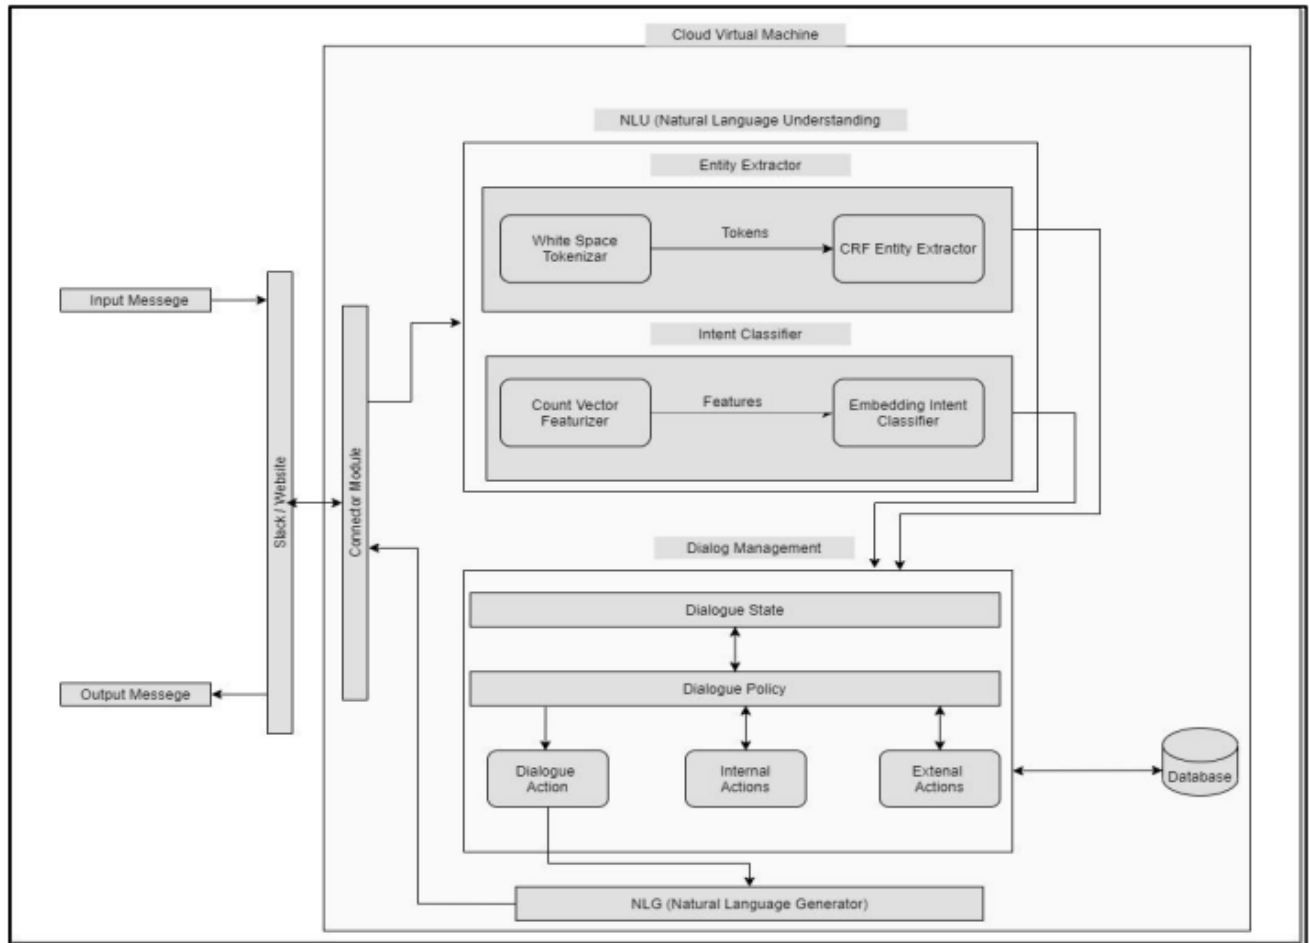 Cloud Virtual Machine
NLU (Natural Language Understanding
Entity Extractor
White Space
Tokenizar
Tokens
CRF Entity Extractor
Input Messege
Intent Classifier
Count Vector
Featurizer
Features
Embedding Intent
Classifier
Slack / Website
Connector Module
Dialog Management
Dialogue State
Output Messege
Dialogue Policy
Dialogue
Action
Internal
Actions
Extenal
Actions
Database
NLG (Natural Language Generator)